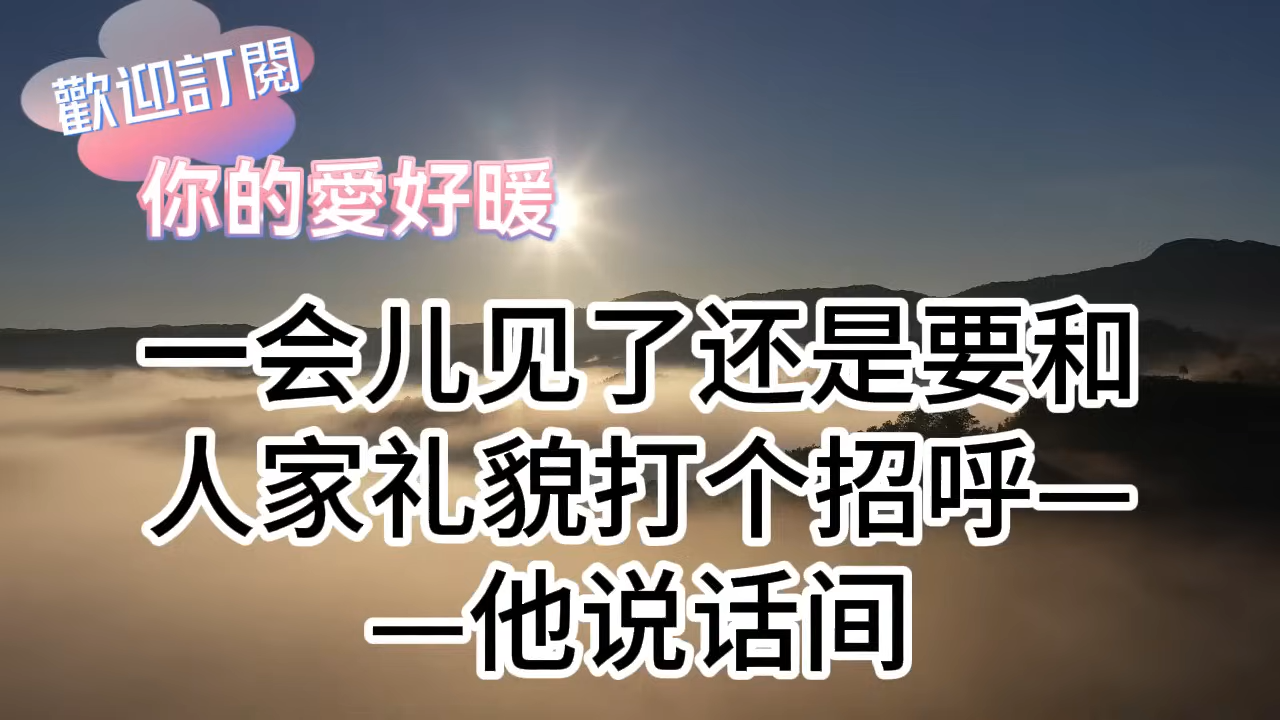 歡迎訂閱
你的愛好暖
一会儿见了还是要和
人家礼貌打个招呼—
—他说话间